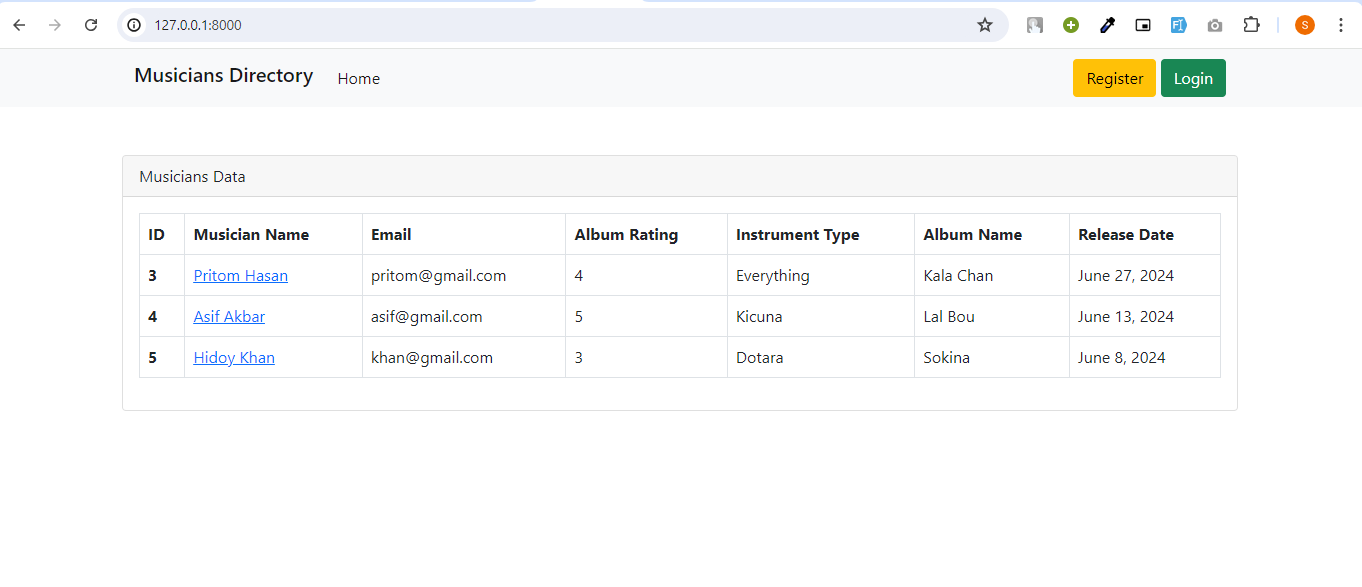 127.0.0.1:8000
S
Musicians Directory Home Register Login
Musicians Data
ID Musician Name Email Album Rating Instrument Type Album Name Release Date
3 Pritom Hasan pritom@gmail.com 4 Everything Kala Chan June 27, 2024
4 Asif Akbar asif@gmail.com 5 Kicuna Lal Bou June 13, 2024
5 Hidoy Khan khan@gmail.com 3 Dotara Sokina June 8, 2024